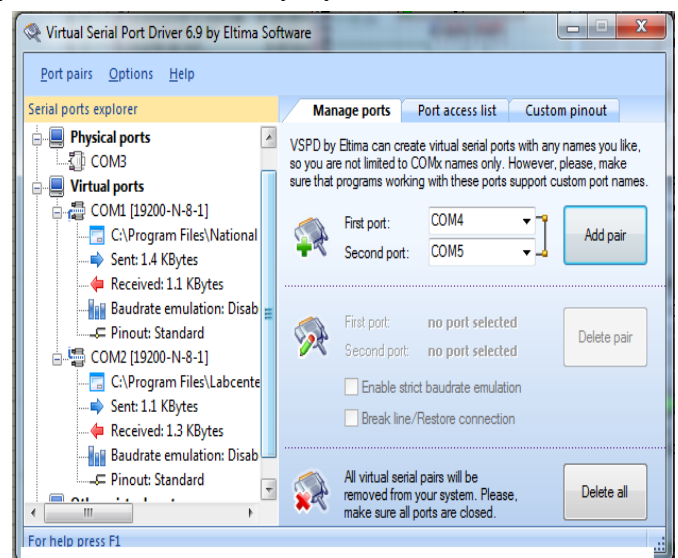 Virtual Serial Port Driver 6.9 by Eltima Software
Port pairs Options Help
Serial ports explorer
Physical ports
COM3
Virtual ports
COM1 [19200-N-8-1]
C:\Program Files\National
Sent: 1.4 KBytes
Received: 1.1 KBytes
Baudrate emulation: Disab
Pinout: Standard
COM2 [19200-N-8-1]
C:\Program Files\Labcente
Sent: 1.1 KBytes
Received: 1.3 KBytes
Baudrate emulation: Disab
Pinout: Standard
Manage ports Port access list Custom pinout
VSPD by Eltima can create virtual serial ports with any names you like,
so you are not limited to COMx names only. However, please, make
sure that programs working with these ports support custom port names.
First port: COM4
Second port: COM5
Add pair
First port: no port selected
Second port: no port selected
Delete pair
Enable strict baudrate emulation
Break line/Restore connection
All virtual serial pairs will be
removed from your system. Please,
make sure all ports are closed.
Delete all
For help press F1